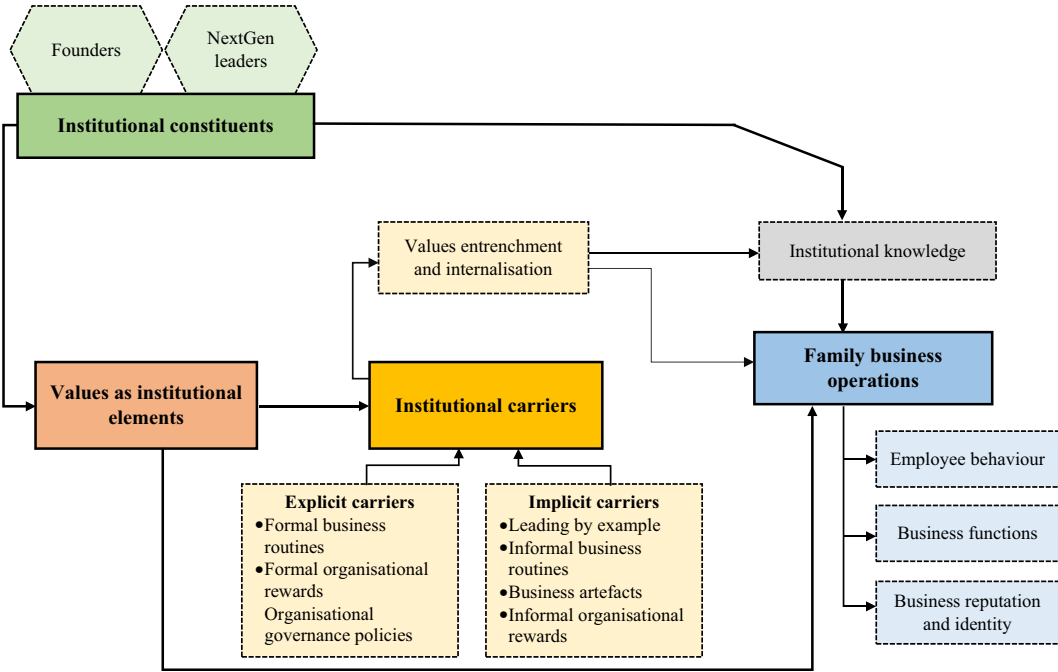 Founders
NextGen
leaders
Institutional constituents
Values entrenchment
and internalisation
Institutional knowledge
Family business
operations
Values as institutional
elements
Institutional carriers
Employee behaviour
Business functions
Business reputation
and identity
Explicit carriers
•Formal business
routines
•Formal organisational
rewards
Organisational
governance policies
Implicit carriers
•Leading by example
•Informal business
routines
•Business artefacts
•Informal organisational
rewards